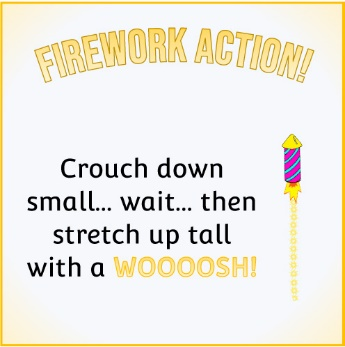 FIREWORK ACTION!
Crouch down
small... wait... then
stretch up tall
with a WOOOOSH!